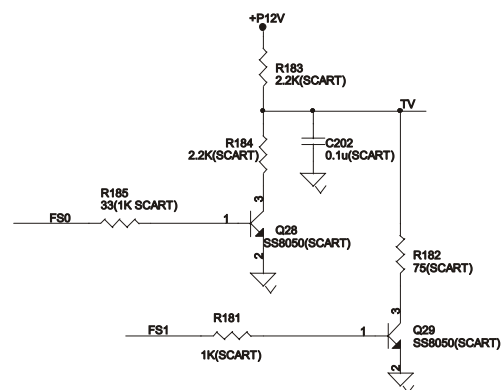 +P12V
R183
2.2K(SCART)
TV
R184
2.2K(SCART)
C202
0.1u(SCART)
R185
33(1K SCART)
3
FS0
1
Q28
SS8050(SCART)
2
R182
75(SCART)
R181
3
FS1
1
Q29
1K(SCART)
SS8050(SCART)
2